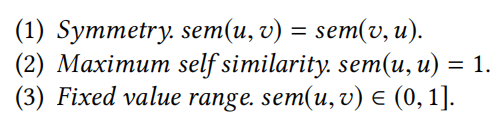 (1) Symmetry. sem(u, v) = sem(v, u).
(2) Maximum self similarity. sem(u, u) = 1.
(3) Fixed value range. sem(u, v) ∈ (0, 1].